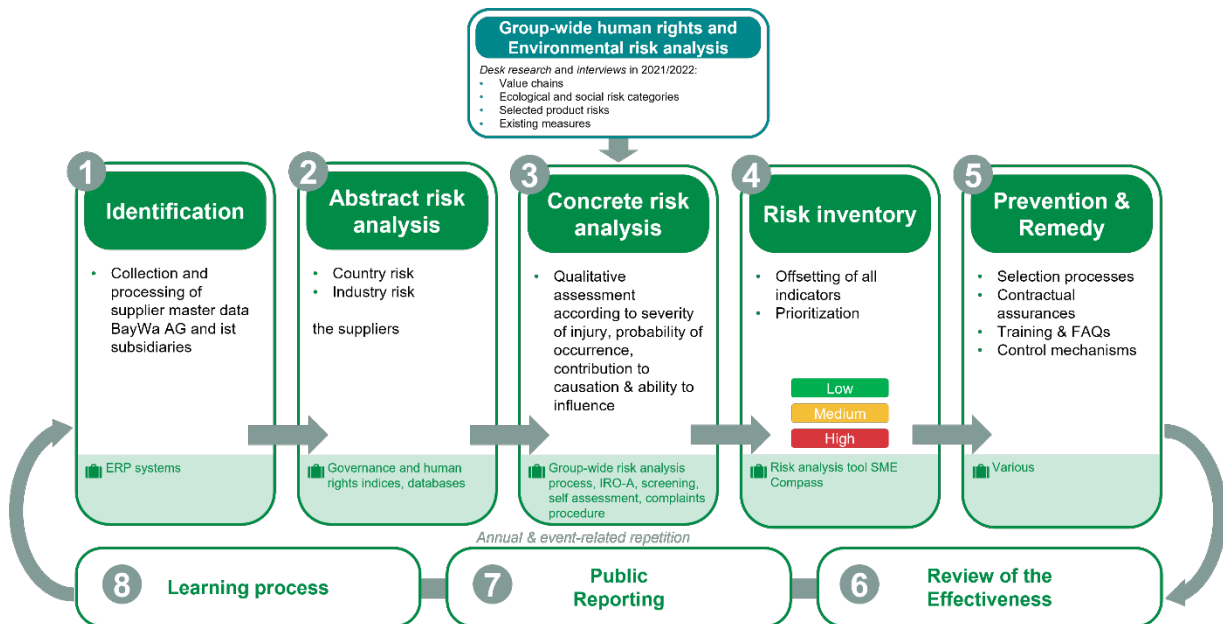 Group-wide human rights and
Environmental risk analysis
Desk research and interviews in 2021/2022:
• Value chains
• Ecological and social risk categories
• Selected product risks
• Existing measures
1
Identification
• Collection and
processing of
supplier master data
BayWa AG and ist
subsidiaries
ERP systems
2
Abstract risk
analysis
• Country risk
• Industry risk
the suppliers
Governance and human
rights indices, databases
3
Concrete risk
analysis
• Qualitative
assessment
according to severity
of injury, probability of
occurrence,
contribution to
causation & ability to
influence
Group-wide risk analysis
process, IRO-A, screening,
self assessment, complaints
procedure
4
Risk inventory
• Offsetting of all
indicators
• Prioritization
Low
Medium
High
Risk analysis tool SME
Compass
5
Prevention &
Remedy
• Selection processes
• Contractual
assurances
• Training & FAQs
• Control mechanisms
Various
Annual & event-related repetition
8
Learning process
7
Public
Reporting
6
Review of the
Effectiveness